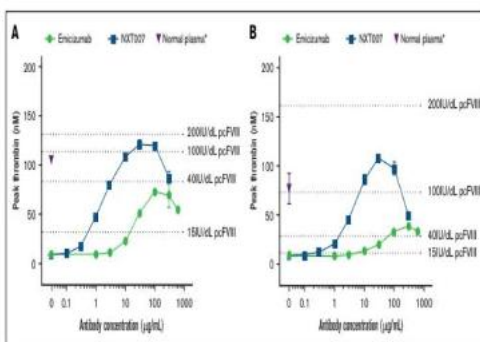 A
Emicizumab NXT007 Normal plasma*
200
150
100
50
0
Peak thrombin (nM)
200IU/dL pcFVIII
100IU/dL pcFVIII
40IU/dL pcFVIII
15IU/dL pcFVIII
0 0.1 1 10 100 1000
Antibody concentration (µg/mL)
B
Emicizumab NXT007 Normal plasma*
200
150
100
50
0
Peak thrombin (nM)
200IU/dL pcFVIII
100IU/dL pcFVIII
40IU/dL pcFVIII
15IU/dL pcFVIII
0 0.1 1 10 100 1000
Antibody concentration (µg/mL)